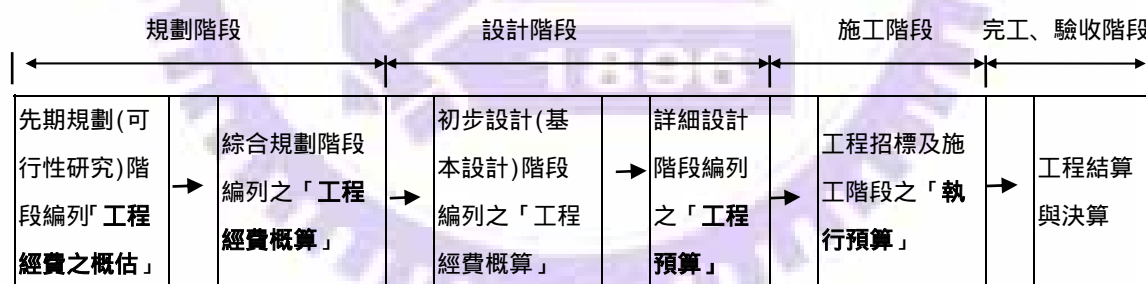 規劃階段
設計階段
施工階段
完工、驗收階段
1896
先期規劃(可
行性研究)階
段編列「工程
經費之概估」
綜合規劃階段
編列之「工程
經費概算」
初步設計(基
本設計)階段
編列之「工程
經費概算」
詳細設計
階段編列
之「工程
預算」
工程招標及施
工階段之「執
行預算」
工程結算
與決算